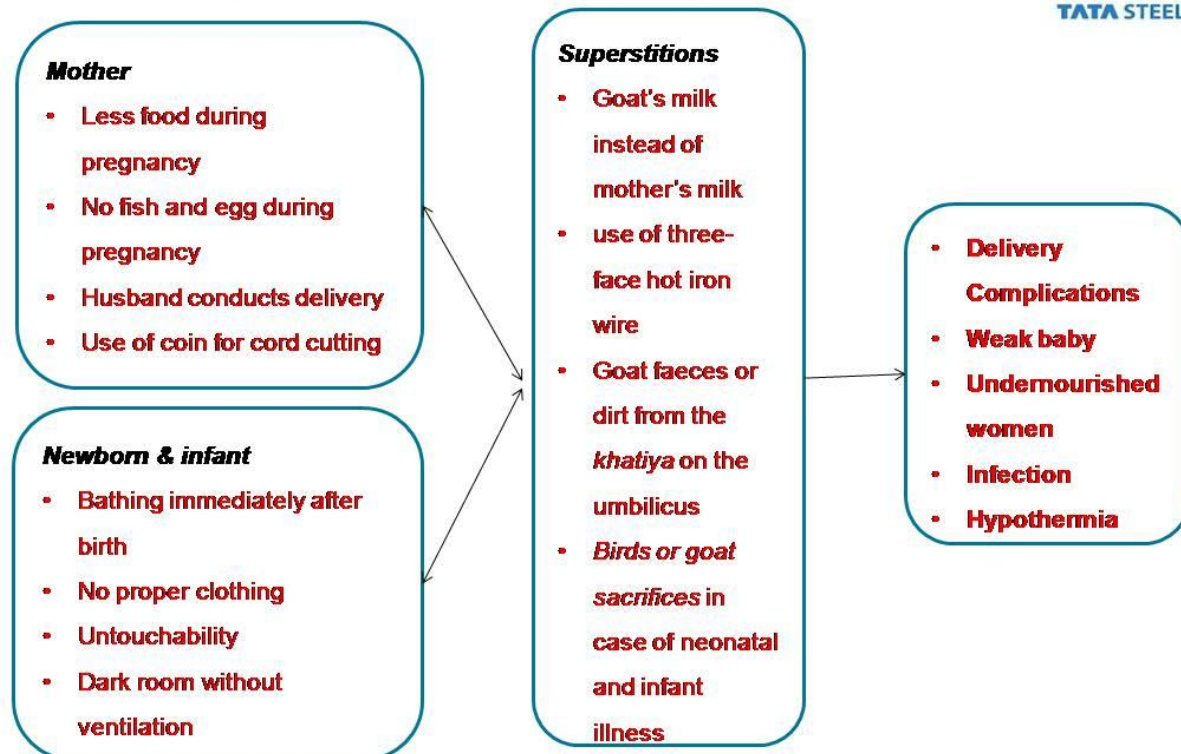 TATA STEEL
Mother
• Less food during
pregnancy
• No fish and egg during
pregnancy
• Husband conducts delivery
• Use of coin for cord cutting
Newborn & infant
• Bathing immediately after
birth
• No proper clothing
• Untouchability
• Dark room without
ventilation
Superstitions
• Goat's milk
instead of
mother's milk
• use of three-
face hot iron
wire
• Goat faeces or
dirt from the
khatiya on the
umbilicus
• Birds or goat
sacrifices in
case of neonatal
and infant
illness
• Delivery
Complications
• Weak baby
• Undernourished
women
• Infection
• Hypothermia